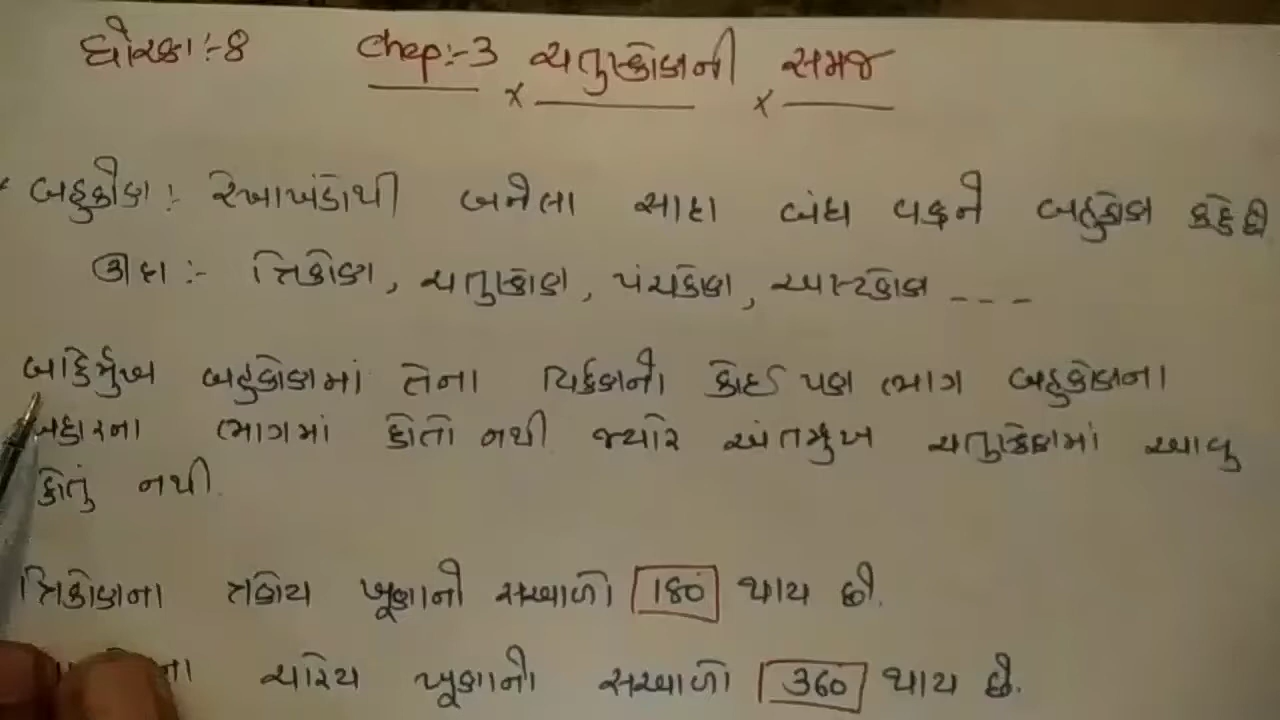 ધોરણ:-8 Chap:-3 ચતુષ્કોણની સમજ
બહુકોણ:- રેખાખંડોથી બનેલા સાદા બંધ વક્રને બહુકોણ કહે છે
ઉદા:- ત્રિકોણ, ચતુષ્કોણ, પંચકોણ, અષ્ટકોણ ---
બાહિર્મુખ બહુકોણમાં તેના વિકર્ણનો કોઈ પણ ભાગ બહુકોણના
બહારના ભાગમાં હોતો નથી જ્યારે અંતર્મુખ ચતુષ્કોણમાં આવુ
હોતું નથી.
ત્રિકોણના ત્રણેય ખૂણાનો સરવાળો 180° થાય છે.
ચારેય ખૂણાનો સરવાળો 360° થાય છે.